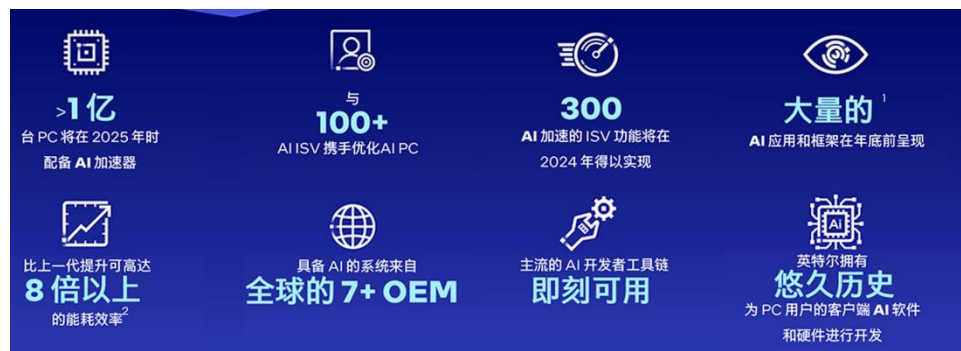 >1亿
台 PC 将在 2025 年时
配备 AI 加速器
与
100+
AI ISV 携手优化AI PC
300
AI 加速的 ISV 功能将在
2024 年得以实现
大量的 1
AI 应用和框架在年底前呈现
比上一代提升可高达
8 倍以上
的能耗效率2
具备 AI 的系统来自
全球的 7+ OEM
主流的 AI 开发者工具链
即刻可用
Ai
英特尔拥有
悠久历史
为 PC 用户的客户端 AI 软件
和硬件进行开发